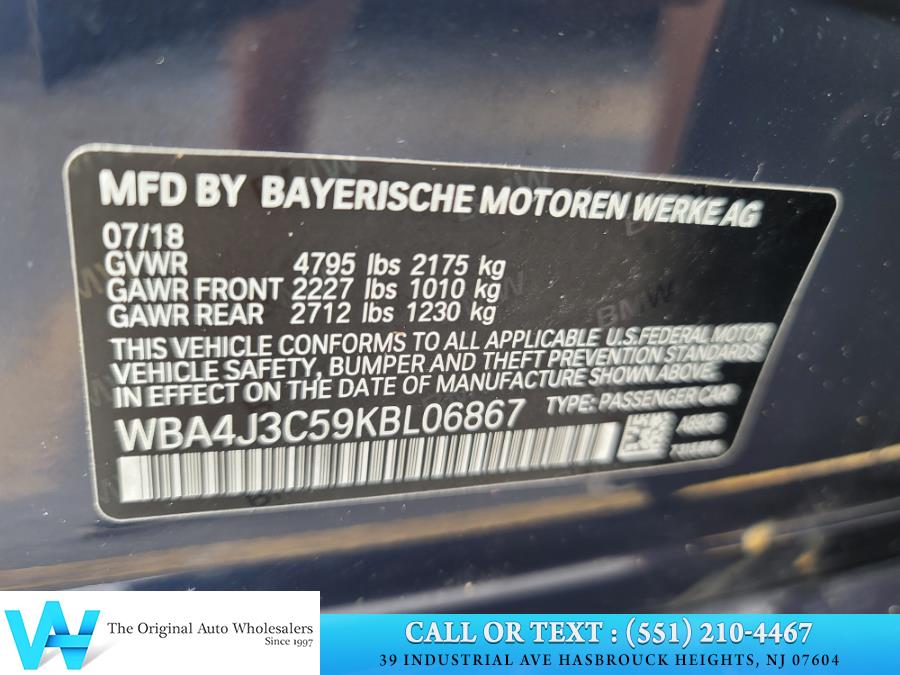 MFD BY BAYERISCHE MOTOREN WERKE AG
07/18
GVWR 4795 lbs 2175 kg
GAWR FRONT 2227 lbs 1010 kg
GAWR REAR 2712 lbs 1230 kg
THIS VEHICLE CONFORMS TO ALL APPLICABLE U.S.FEDERAL MOTOR
VEHICLE SAFETY, BUMPER AND THEFT PREVENTION STANDARDS
IN EFFECT ON THE DATE OF MANUFACTURE SHOWN ABOVE.
WBA4J3C59KBL06867 TYPE: PASSENGER CAR
The Original Auto Wholesalers
Since 1997
CALL OR TEXT : (551) 210-4467
39 INDUSTRIAL AVE HASBROUCK HEIGHTS, NJ 07604